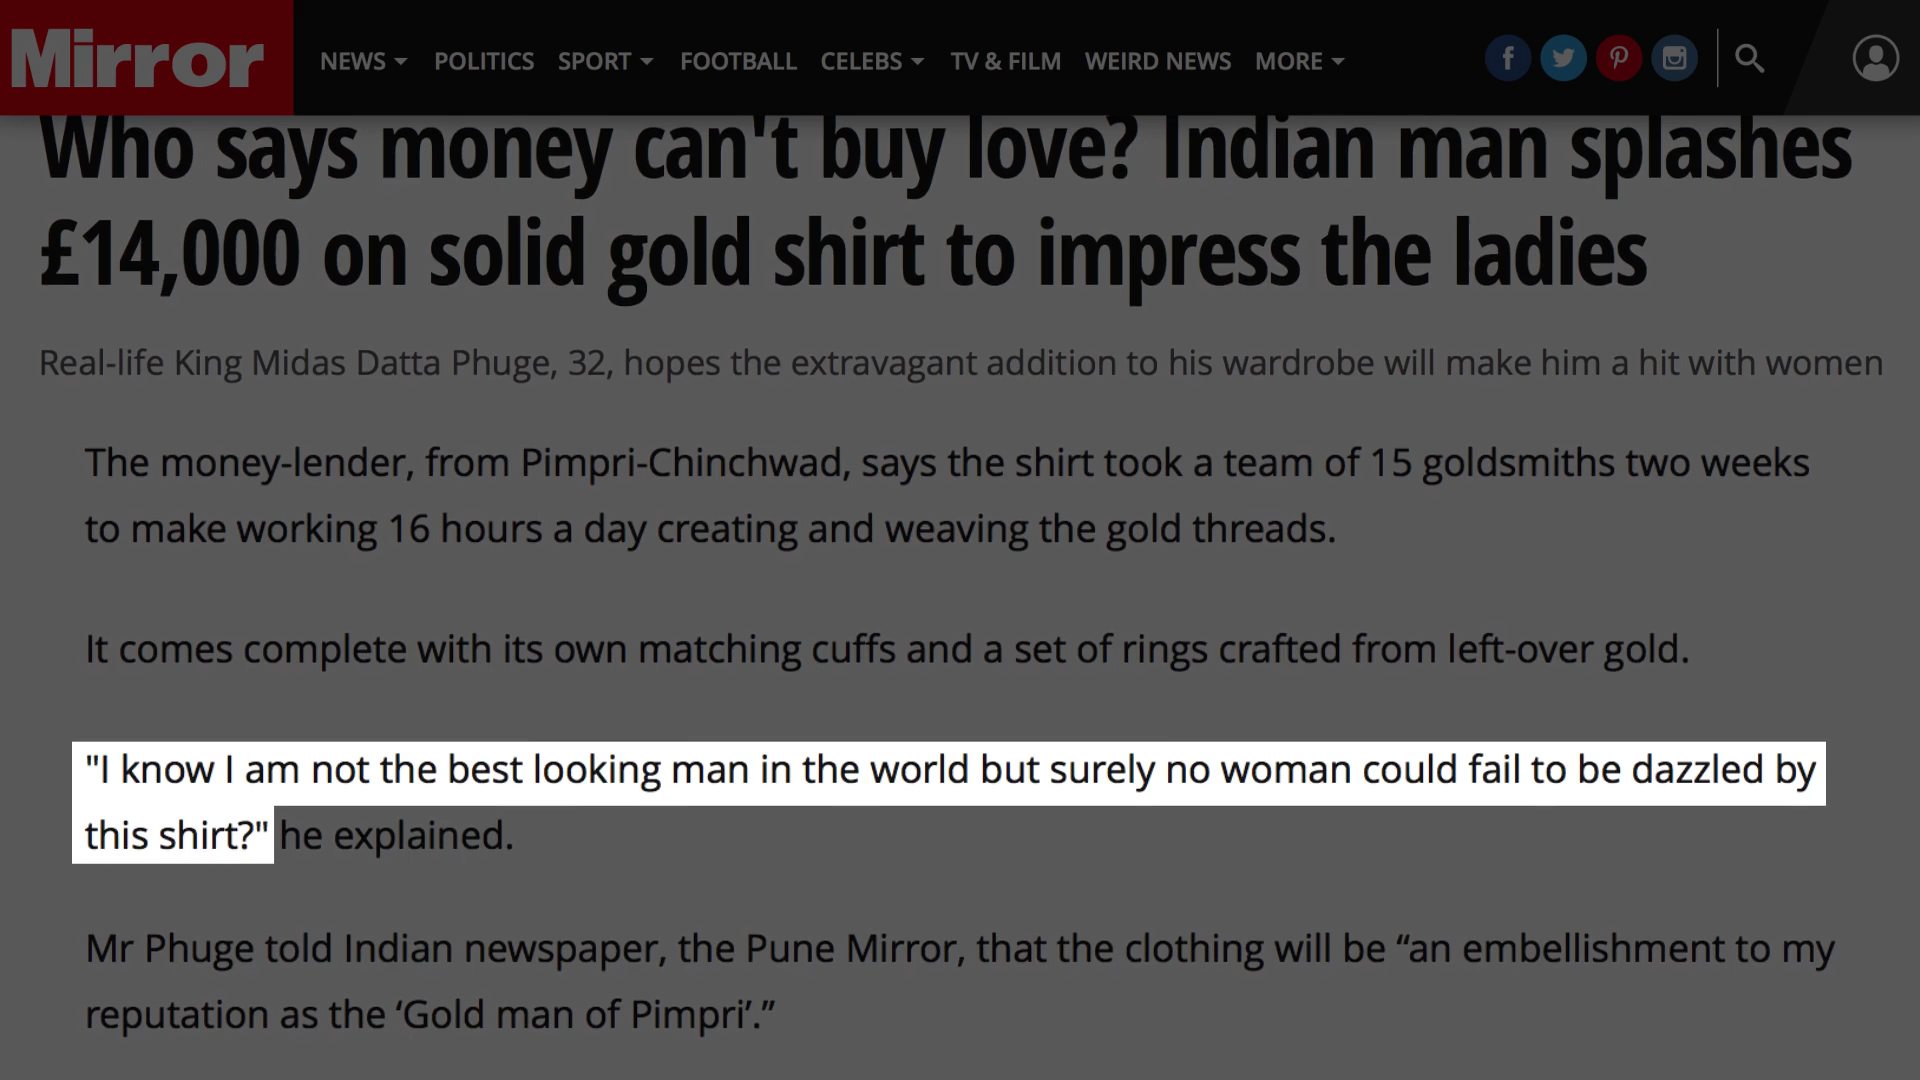 Mirror
NEWS POLITICS SPORT FOOTBALL CELEBS TV & FILM WEIRD NEWS MORE
Who says money can't buy love? Indian man splashes
£14,000 on solid gold shirt to impress the ladies
Real-life King Midas Datta Phuge, 32, hopes the extravagant addition to his wardrobe will make him a hit with women
The money-lender, from Pimpri-Chinchwad, says the shirt took a team of 15 goldsmiths two weeks
to make working 16 hours a day creating and weaving the gold threads.
It comes complete with its own matching cuffs and a set of rings crafted from left-over gold.
"I know I am not the best looking man in the world but surely no woman could fail to be dazzled by
this shirt?" he explained.
Mr Phuge told Indian newspaper, the Pune Mirror, that the clothing will be “an embellishment to my
reputation as the ‘Gold man of Pimpri’.”